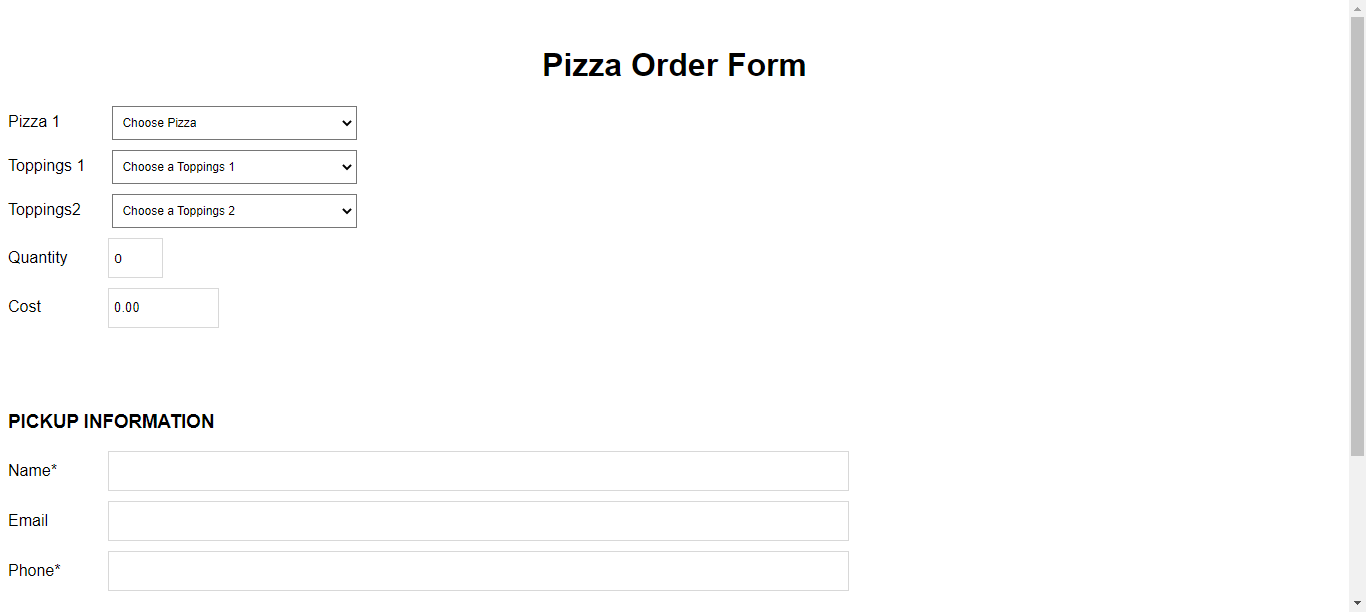 Pizza Order Form
Pizza 1 Choose Pizza
Toppings 1 Choose a Toppings 1
Toppings2 Choose a Toppings 2
Quantity 0
Cost 0.00
PICKUP INFORMATION
Name*
Email
Phone*